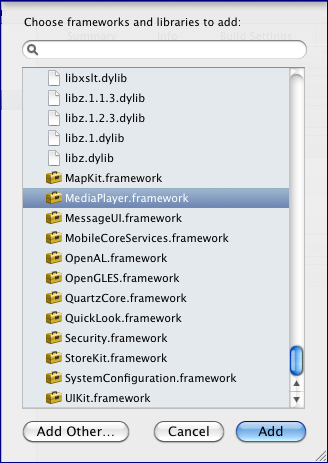 Choose frameworks and libraries to add:
libxslt.dylib
libz.1.1.3.dylib
libz.1.2.3.dylib
libz.1.dylib
libz.dylib
MapKit.framework
MediaPlayer.framework
MessageUI.framework
MobileCoreServices.framework
OpenAL.framework
OpenGLES.framework
QuartzCore.framework
QuickLook.framework
Security.framework
StoreKit.framework
SystemConfiguration.framework
UIKit.framework
Add Other... Cancel Add